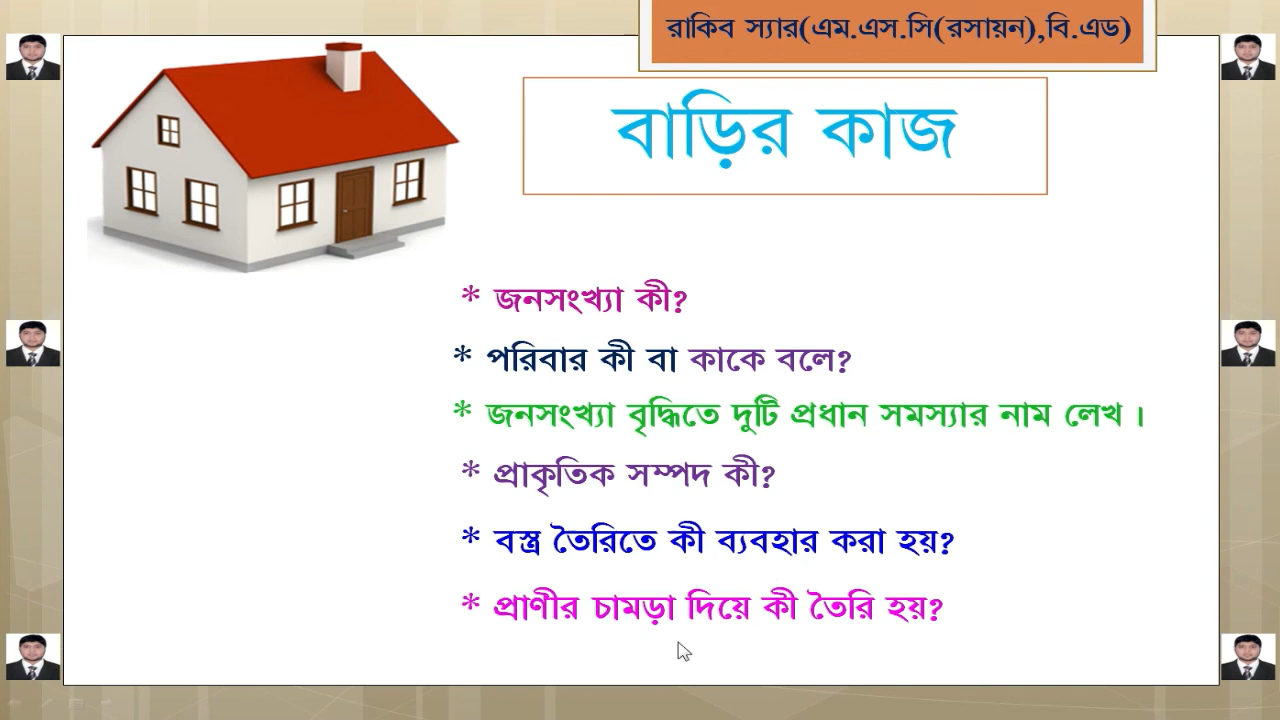 রাকিব স্যার(এম.এস.সি(রসায়ন),বি.এড)
বাড়ির কাজ
* জনসংখ্যা কী?
* পরিবার কী বা কাকে বলে?
* জনসংখ্যা বৃদ্ধিতে দুটি প্রধান সমস্যার নাম লেখ।
* প্রাকৃতিক সম্পদ কী?
* বস্ত্র তৈরিতে কী ব্যবহার করা হয়?
* প্রাণীর চামড়া দিয়ে কী তৈরি হয়?